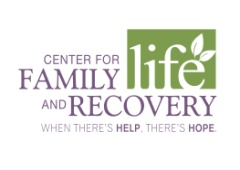 CENTER FOR
FAMILY life
AND RECOVERY
WHEN THERE'S HELP, THERE'S HOPE.